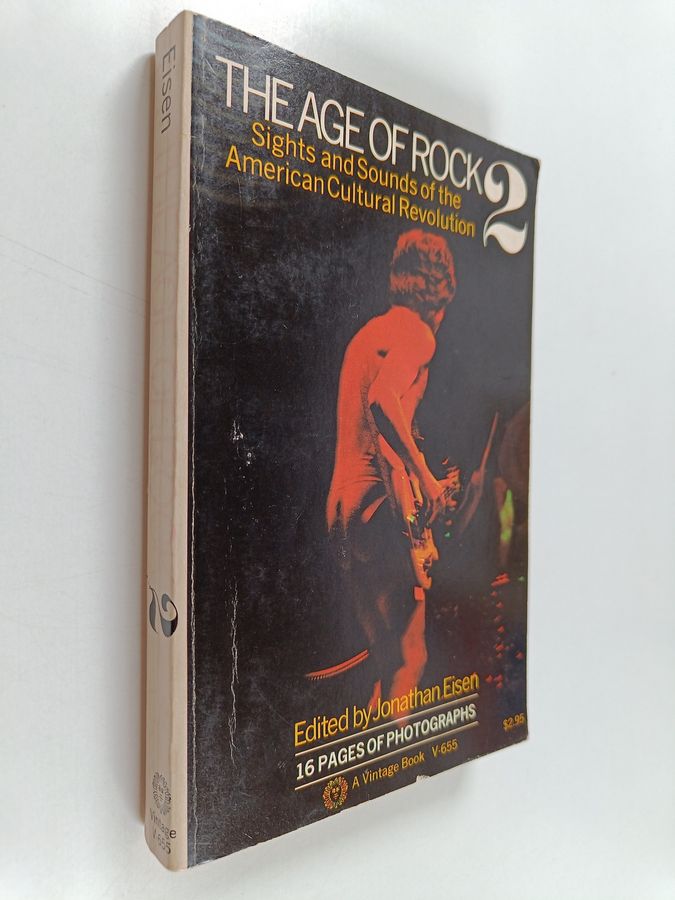 THE AGE OF ROCK 2
Sights and Sounds of the
American Cultural Revolution
Edited by Jonathan Eisen
16 PAGES OF PHOTOGRAPHS
A Vintage Book V-655
$2.95
Eisen
2
Vintage
V-655